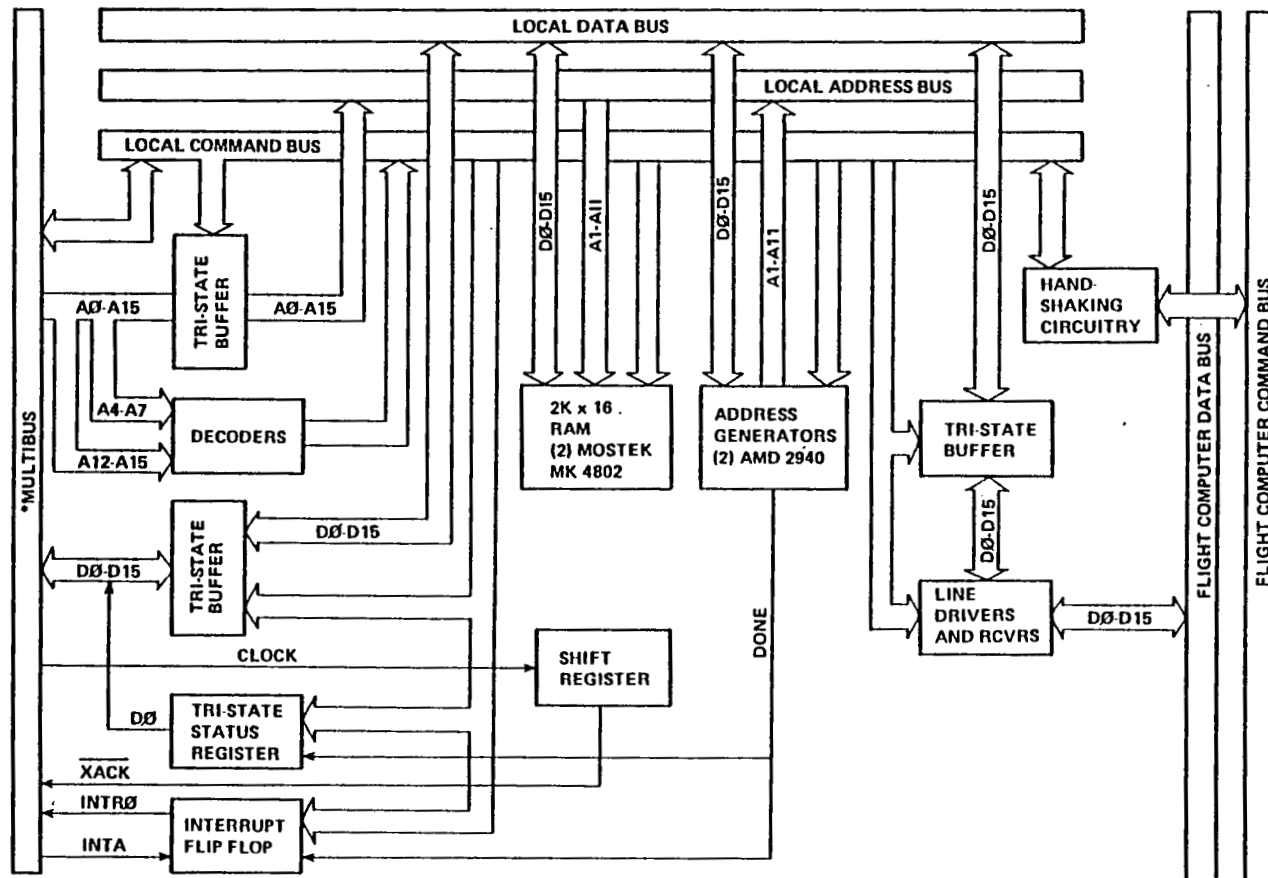 LOCAL DATA BUS
LOCAL ADDRESS BUS
LOCAL COMMAND BUS
*MULTIBUS
AØ-A15
TRI-STATE
BUFFER
AØ-A15
A4-A7
A12-A15
DECODERS
DØ-D15
A1-A11
2K x 16
RAM
(2) MOSTEK
MK 4802
DØ-D15
A1-A11
ADDRESS
GENERATORS
(2) AMD 2940
DØ-D15
HAND-
SHAKING
CIRCUITRY
TRI-STATE
BUFFER
DØ-D15
LINE
DRIVERS
AND RCVRS
DØ-D15
FLIGHT COMPUTER DATA BUS
FLIGHT COMPUTER COMMAND BUS
DØ-D15
TRI-STATE
BUFFER
DØ-D15
CLOCK
SHIFT
REGISTER
DONE
DØ
TRI-STATE
STATUS
REGISTER
XACK
INTRØ
INTA
INTERRUPT
FLIP FLOP